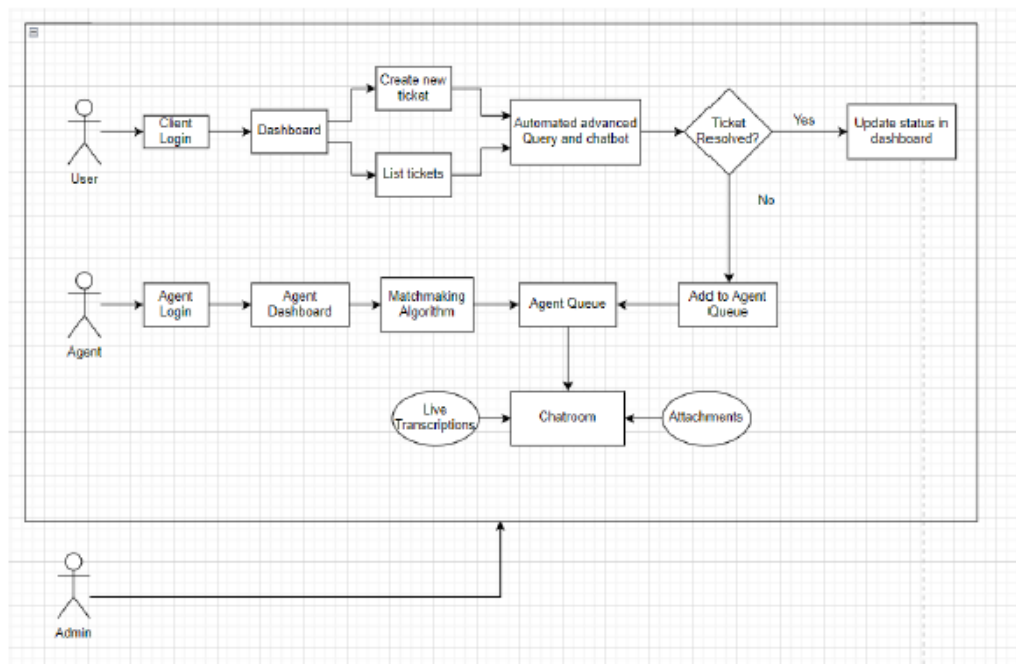 Create new
ticket
Client
Login
Dashboard
Automated advanced
Query and chatbot
Ticket
Resolved?
Yes
Update status in
dashboard
User
List tickets
No
Agent
Login
Agent
Dashboard
Matchmaking
Algorithm
Agent Queue
Add to Agent
Queue
Agent
Live
Transcriptions
Chatroom
Attachments
Admin